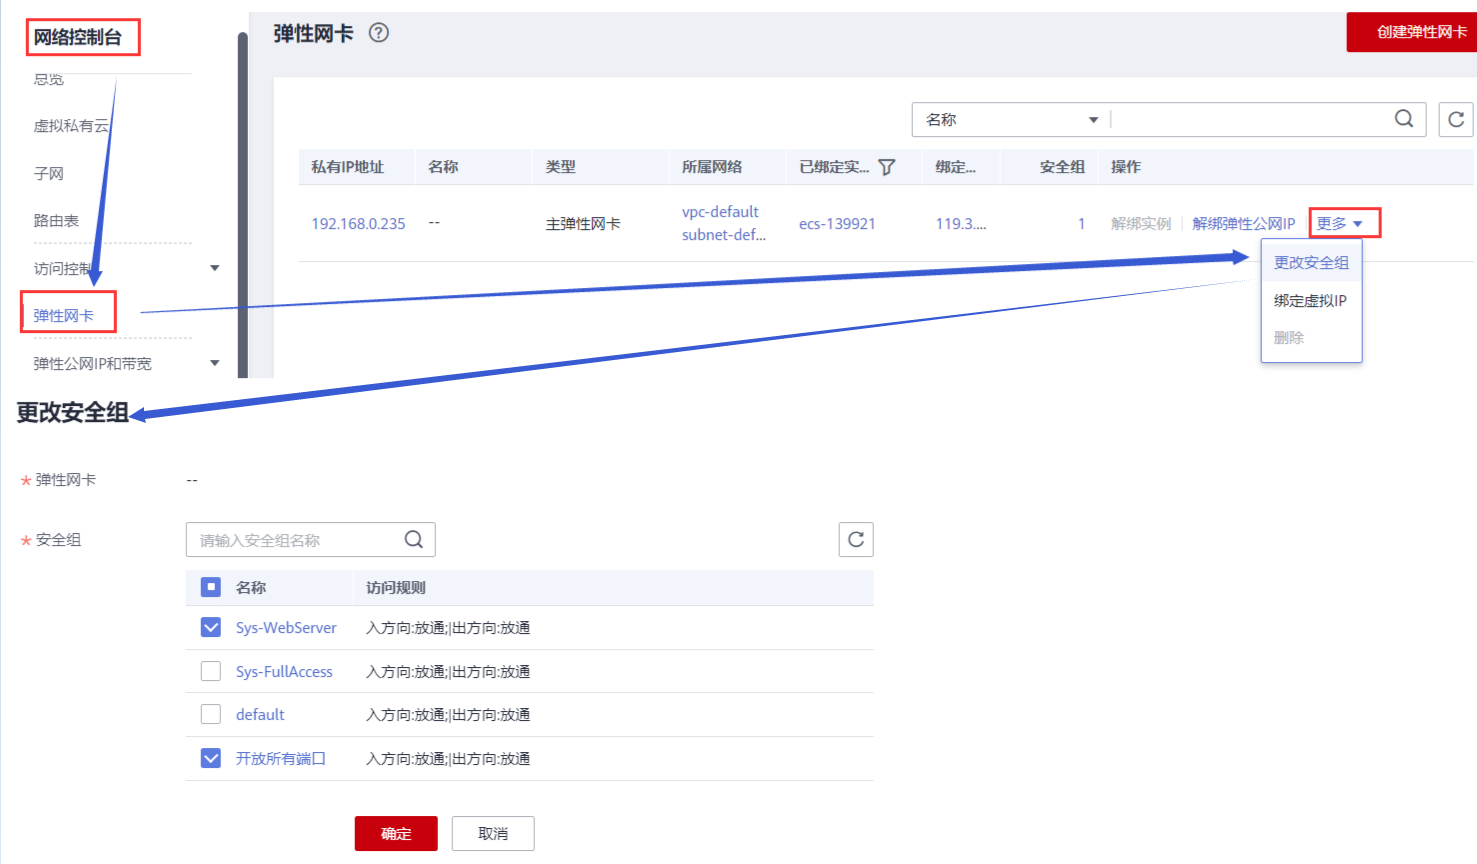 网络控制台
总览
虚拟私有云
子网
路由表
访问控制
弹性网卡
弹性公网IP和带宽
弹性网卡 ?
创建弹性网卡
名称
私有IP地址 名称 类型 所属网络 已绑定实... 绑定... 安全组 操作
192.168.0.235 -- 主弹性网卡 vpc-default ecs-139921 119.3.... 1 解绑实例 解绑弹性公网IP 更多
subnet-def...
更改安全组
绑定虚拟IP
删除
更改安全组
* 弹性网卡 --
* 安全组 请输入安全组名称
名称 访问规则
Sys-WebServer 入方向:放通;|出方向:放通
Sys-FullAccess 入方向:放通;|出方向:放通
default 入方向:放通;|出方向:放通
开放所有端口 入方向:放通;|出方向:放通
确定 取消